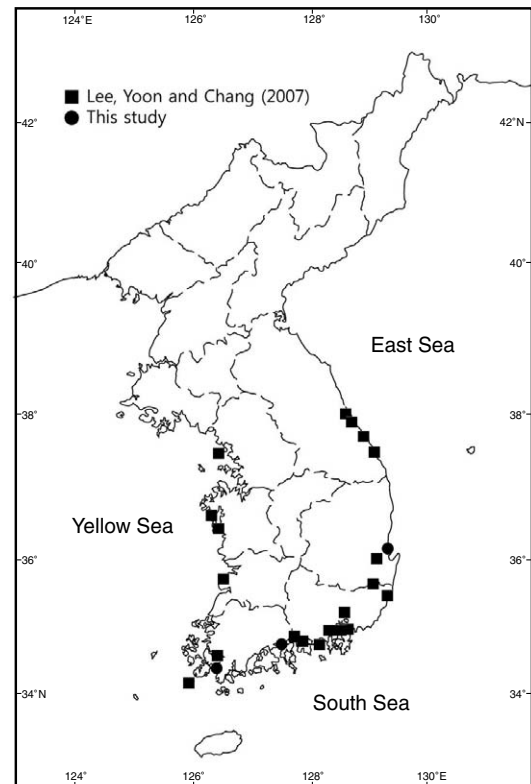 124°E 126° 128° 130°
■ Lee, Yoon and Chang (2007)
● This study
42° 42°N
40° 40°
East Sea
38° 38°
Yellow Sea
36° 36°
34° 34°
South Sea
124° 126° 128° 130°